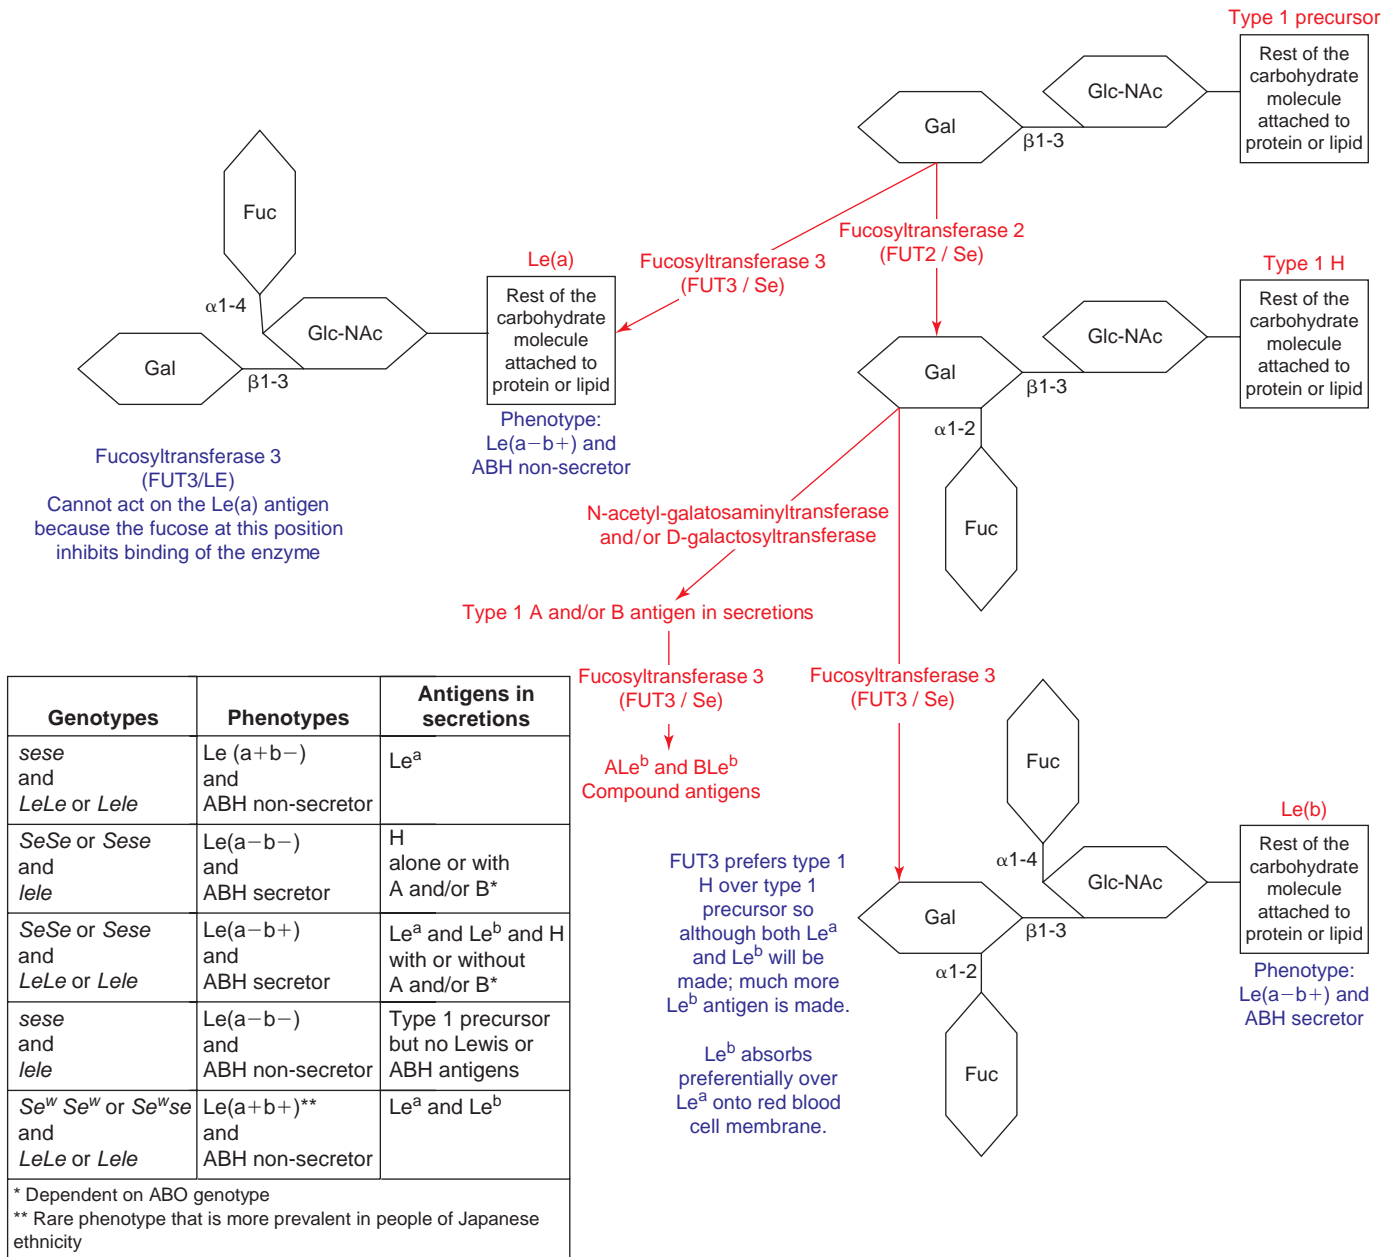 Type 1 precursor
Rest of the
carbohydrate
molecule
attached to
protein or lipid
Glc-NAc
Gal
β1-3
Fucosyltransferase 3
(FUT3 / Se)
Fucosyltransferase 2
(FUT2 / Se)
Fuc
α1-4
Gal
β1-3
Glc-NAc
Le(a)
Rest of the
carbohydrate
molecule
attached to
protein or lipid
Phenotype:
Le(a−b+) and
ABH non-secretor
Fucosyltransferase 3
(FUT3/LE)
Cannot act on the Le(a) antigen
because the fucose at this position
inhibits binding of the enzyme
Type 1 H
Rest of the
carbohydrate
molecule
attached to
protein or lipid
Glc-NAc
Gal
β1-3
α1-2
Fuc
N-acetyl-galatosaminyltransferase
and/or D-galactosyltransferase
Type 1 A and/or B antigen in secretions
Fucosyltransferase 3
(FUT3 / Se)
ALe^b and BLe^b
Compound antigens
Fucosyltransferase 3
(FUT3 / Se)
FUT3 prefers type 1
H over type 1
precursor so
although both Le^a
and Le^b will be
made; much more
Le^b antigen is made.
Le^b absorbs
preferentially over
Le^a onto red blood
cell membrane.
Fuc
α1-4
Glc-NAc
Gal
β1-3
α1-2
Fuc
Le(b)
Rest of the
carbohydrate
molecule
attached to
protein or lipid
Phenotype:
Le(a−b+) and
ABH secretor
Genotypes
Phenotypes
Antigens in
secretions
sese
and
LeLe or Lele
Le (a+b−)
and
ABH non-secretor
Le^a
SeSe or Sese
and
lele
Le(a−b−)
and
ABH secretor
H
alone or with
A and/or B*
SeSe or Sese
and
LeLe or Lele
Le(a−b+)
and
ABH secretor
Le^a and Le^b and H
with or without
A and/or B*
sese
and
lele
Le(a−b−)
and
ABH non-secretor
Type 1 precursor
but no Lewis or
ABH antigens
Se^w Se^w or Se^wse
and
LeLe or Lele
Le(a+b+)**
and
ABH non-secretor
Le^a and Le^b
* Dependent on ABO genotype
** Rare phenotype that is more prevalent in people of Japanese
ethnicity